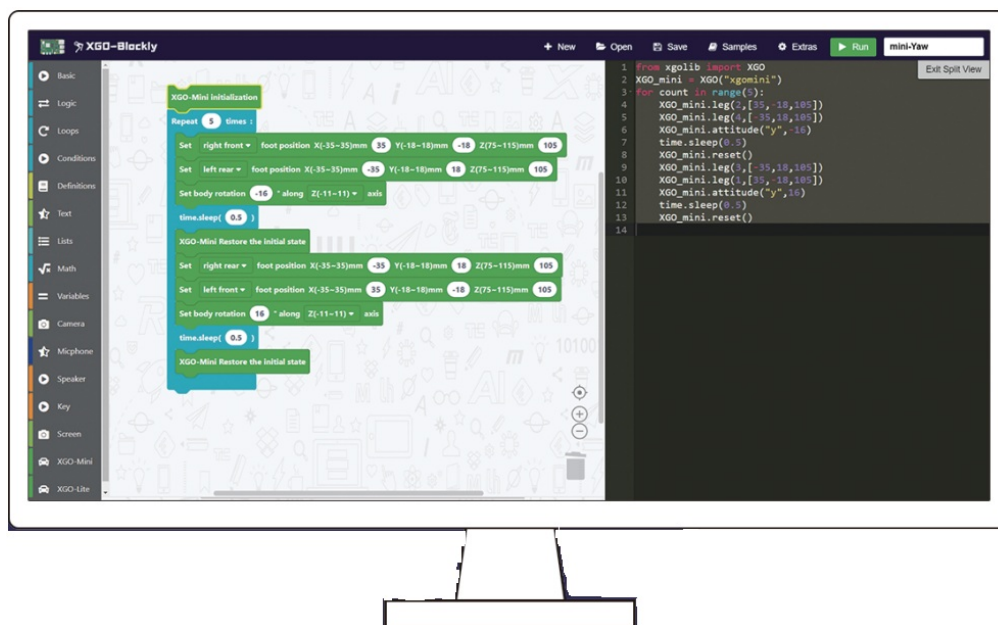 XGO-Blockly
+ New Open Save Samples Extras Run mini-Yaw
Exit Split View
Basic
Logic
Loops
Conditions
Definitions
Text
Lists
Math
Variables
Camera
Micphone
Speaker
Key
Screen
XGO-Mini
XGO-Lite
XGO-Mini initialization
Repeat 5 times :
Set right front foot position X(-35~35)mm 35 Y(-18~18)mm -18 Z(75~115)mm 105
Set left rear foot position X(-35~35)mm -35 Y(-18~18)mm 18 Z(75~115)mm 105
Set body rotation -16 ° along Z(-11~11) axis
time.sleep( 0.5 )
XGO-Mini Restore the initial state
Set right rear foot position X(-35~35)mm -35 Y(-18~18)mm 18 Z(75~115)mm 105
Set left front foot position X(-35~35)mm 35 Y(-18~18)mm -18 Z(75~115)mm 105
Set body rotation 16 ° along Z(-11~11) axis
time.sleep( 0.5 )
XGO-Mini Restore the initial state
1 from xgolib import XGO
2 XGO_mini = XGO("xgomini")
3 for count in range(5):
4 XGO_mini.leg(2,[35,-18,105])
5 XGO_mini.leg(4,[-35,18,105])
6 XGO_mini.attitude("y",-16)
7 time.sleep(0.5)
8 XGO_mini.reset()
9 XGO_mini.leg(3,[-35,18,105])
10 XGO_mini.leg(1,[35,-18,105])
11 XGO_mini.attitude("y",16)
12 time.sleep(0.5)
13 XGO_mini.reset()
14